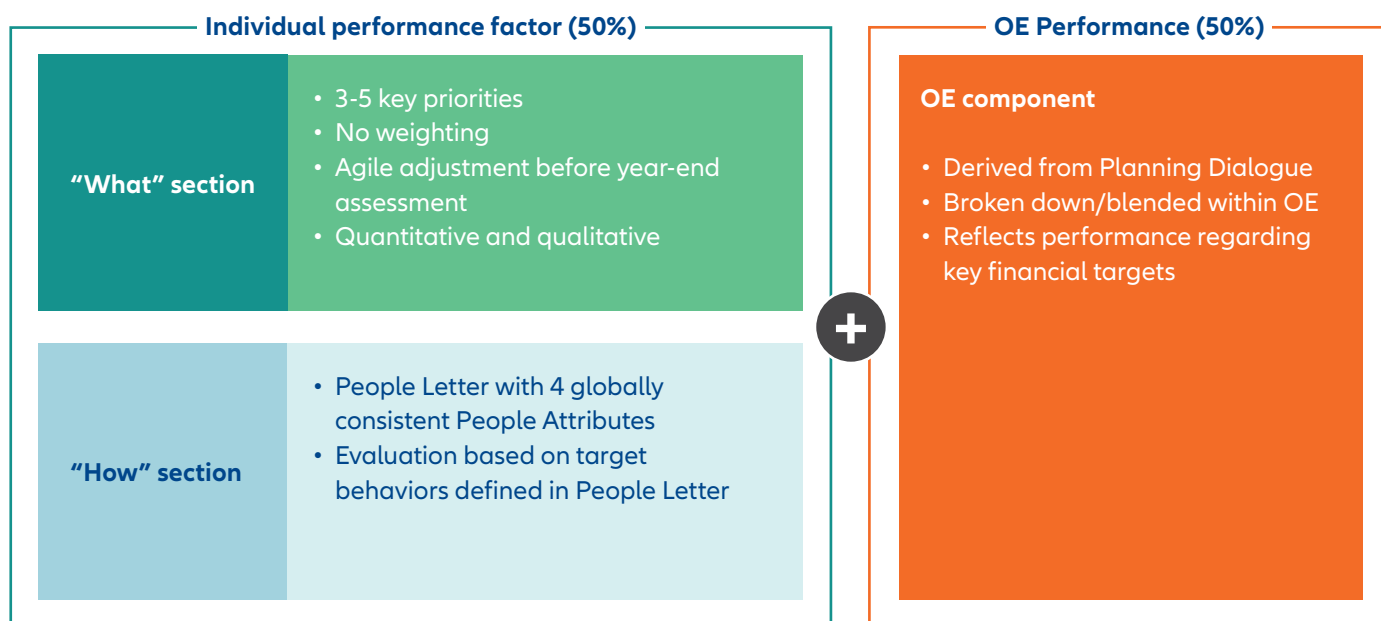 Individual performance factor (50%)
“What” section
• 3-5 key priorities
• No weighting
• Agile adjustment before year-end
assessment
• Quantitative and qualitative
“How” section
• People Letter with 4 globally
consistent People Attributes
• Evaluation based on target
behaviors defined in People Letter
+
OE Performance (50%)
OE component
• Derived from Planning Dialogue
• Broken down/blended within OE
• Reflects performance regarding
key financial targets